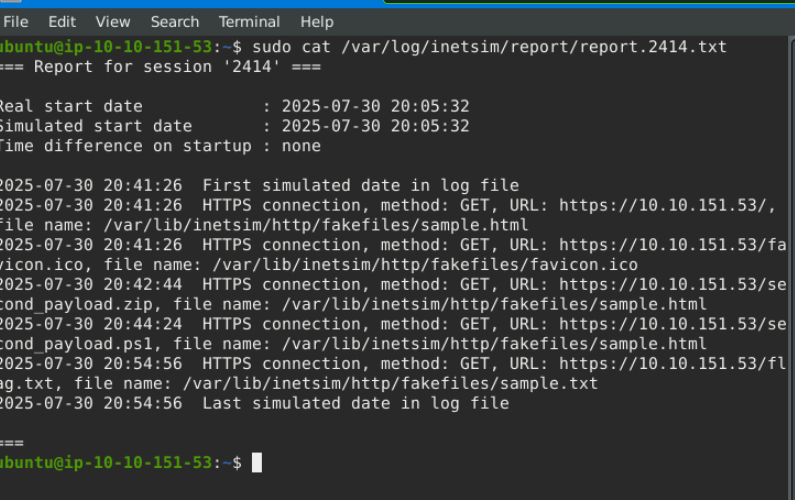 File Edit View Search Terminal Help
ubuntu@ip-10-10-151-53:~$ sudo cat /var/log/inetsim/report/report.2414.txt
=== Report for session '2414' ===
Real start date : 2025-07-30 20:05:32
Simulated start date : 2025-07-30 20:05:32
Time difference on startup : none
2025-07-30 20:41:26 First simulated date in log file
2025-07-30 20:41:26 HTTPS connection, method: GET, URL: https://10.10.151.53/,
file name: /var/lib/inetsim/http/fakefiles/sample.html
2025-07-30 20:41:26 HTTPS connection, method: GET, URL: https://10.10.151.53/fa
vicon.ico, file name: /var/lib/inetsim/http/fakefiles/favicon.ico
2025-07-30 20:42:44 HTTPS connection, method: GET, URL: https://10.10.151.53/se
cond_payload.zip, file name: /var/lib/inetsim/http/fakefiles/sample.html
2025-07-30 20:44:24 HTTPS connection, method: GET, URL: https://10.10.151.53/se
cond_payload.ps1, file name: /var/lib/inetsim/http/fakefiles/sample.html
2025-07-30 20:54:56 HTTPS connection, method: GET, URL: https://10.10.151.53/fl
ag.txt, file name: /var/lib/inetsim/http/fakefiles/sample.txt
2025-07-30 20:54:56 Last simulated date in log file
===
ubuntu@ip-10-10-151-53:~$